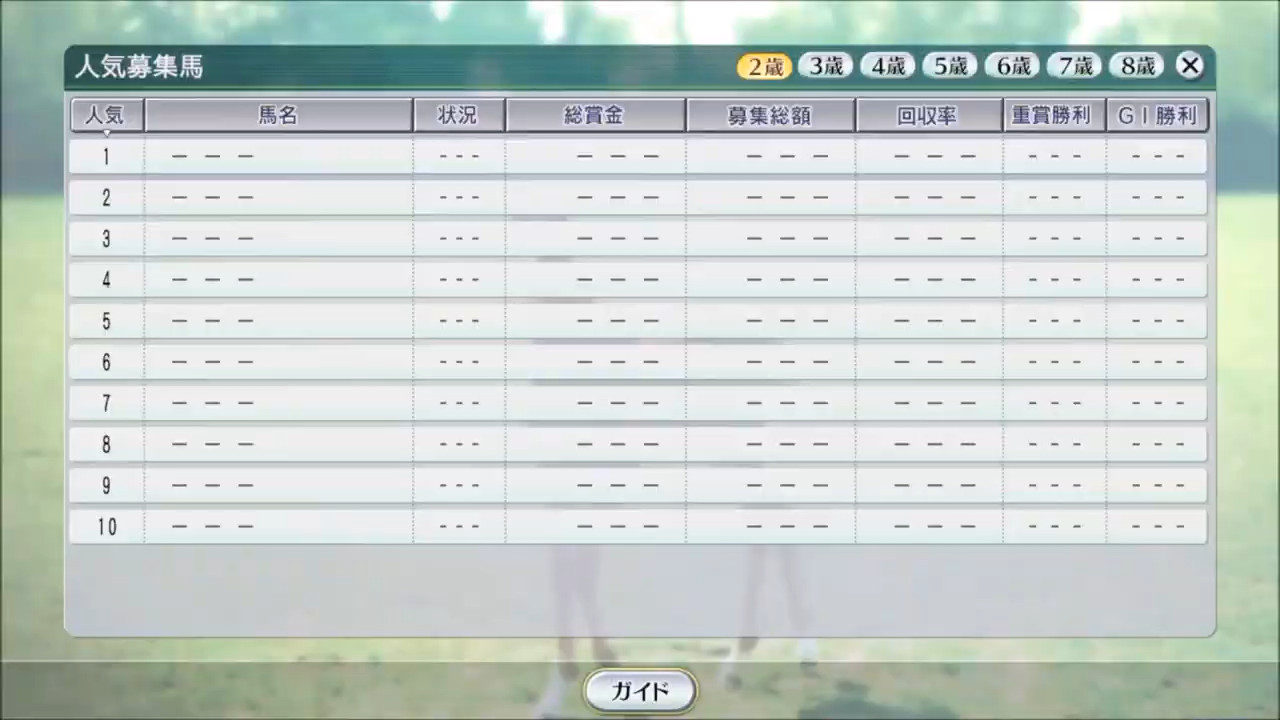 人気募集馬 2歳 3歳 4歳 5歳 6歳 7歳 8歳 ×
人気 馬名 状況 総賞金 募集総額 回収率 重賞勝利 GⅠ勝利
1 – – – - - - – – – – – – – – – - - - - - -
2 – – – - - - – – – – – – – – – - - - - - -
3 – – – - - - – – – – – – – – – - - - - - -
4 – – – - - - – – – – – – – – – - - - - - -
5 – – – - - - – – – – – – – – – - - - - - -
6 – – – - - - – – – – – – – – – - - - - - -
7 – – – - - - – – – – – – – – – - - - - - -
8 – – – - - - – – – – – – – – – - - - - - -
9 – – – - - - – – – – – – – – – - - - - - -
10 – – – - - - – – – – – – – – – - - - - - -
ガイド